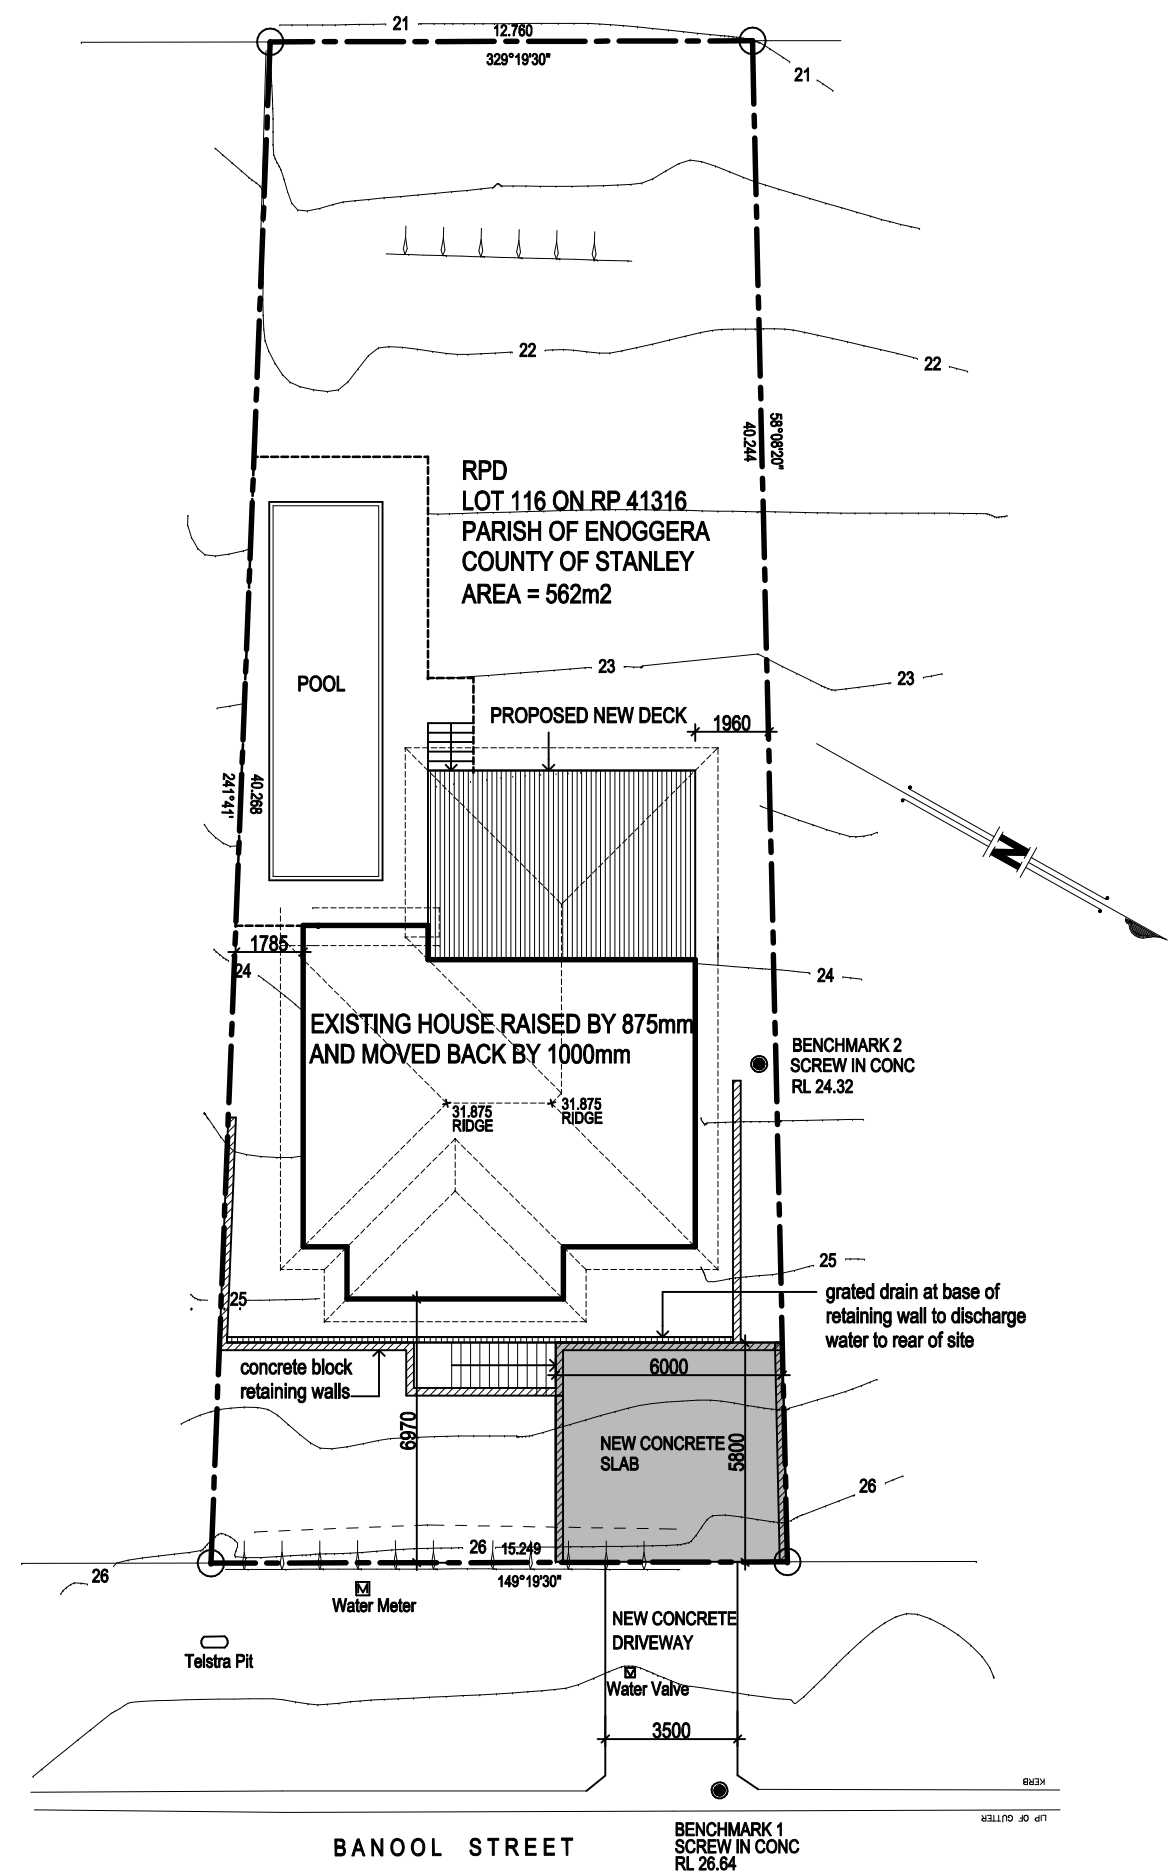 21
12.760
329°19'30"
21
22
22
58°08'20"
40.244
RPD
LOT 116 ON RP 41316
PARISH OF ENOGGERA
COUNTY OF STANLEY
AREA = 562m2
23
23
POOL
PROPOSED NEW DECK
1960
40.268
241°41'
N
1785
24
24
EXISTING HOUSE RAISED BY 875mm
AND MOVED BACK BY 1000mm
BENCHMARK 2
SCREW IN CONC
RL 24.32
31.875
RIDGE
31.875
RIDGE
25
25
grated drain at base of
retaining wall to discharge
water to rear of site
concrete block
retaining walls
6000
6970
NEW CONCRETE
SLAB
5800
26
26
15.249
149°19'30"
26
Water Meter
NEW CONCRETE
DRIVEWAY
Telstra Pit
Water Valve
3500
KERB
LIP OF GUTTER
BANOOL STREET
BENCHMARK 1
SCREW IN CONC
RL 26.64